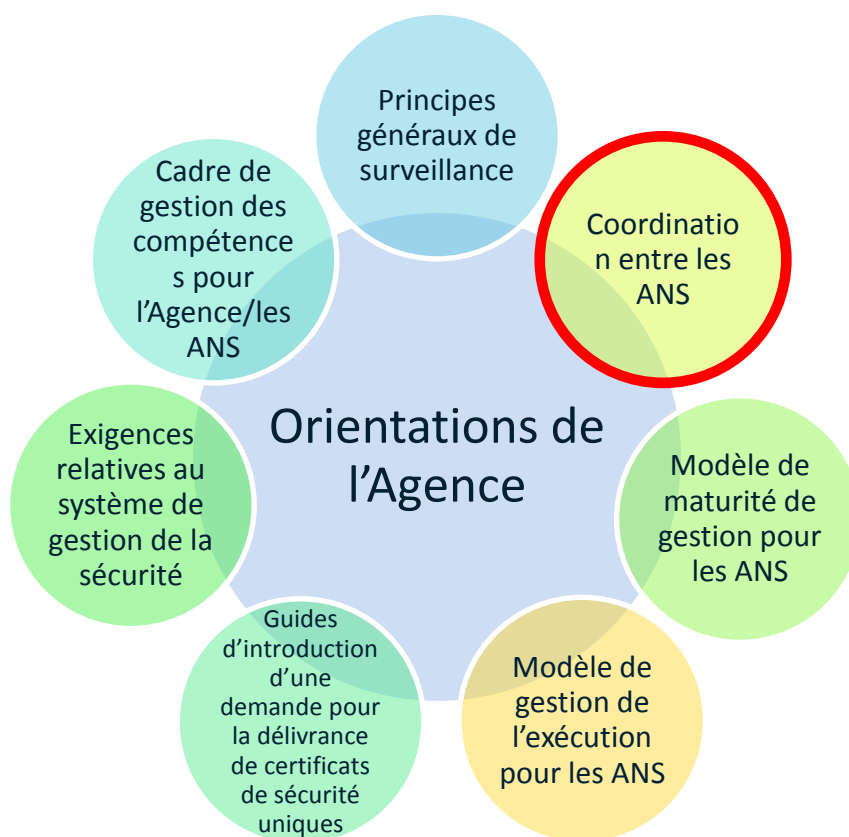 Principes
généraux de
surveillance
Coordinatio
n entre les
ANS
Modèle de
maturité de
gestion pour
les ANS
Modèle de
gestion de
l'exécution
pour les ANS
Guides
d'introduction
d'une
demande pour
la délivrance
de certificats
de sécurité
uniques
Exigences
relatives au
système de
gestion de la
sécurité
Cadre de
gestion des
compétence
s pour
l'Agence/les
ANS
Orientations de
l'Agence